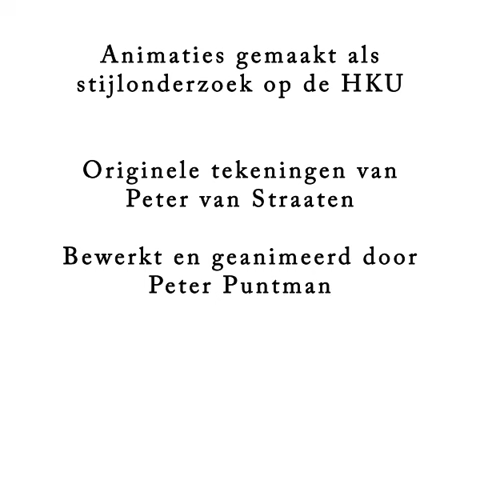 Animaties gemaakt als
stijlonderzoek op de HKU
Originele tekeningen van
Peter van Straaten
Bewerkt en geanimeerd door
Peter Puntman